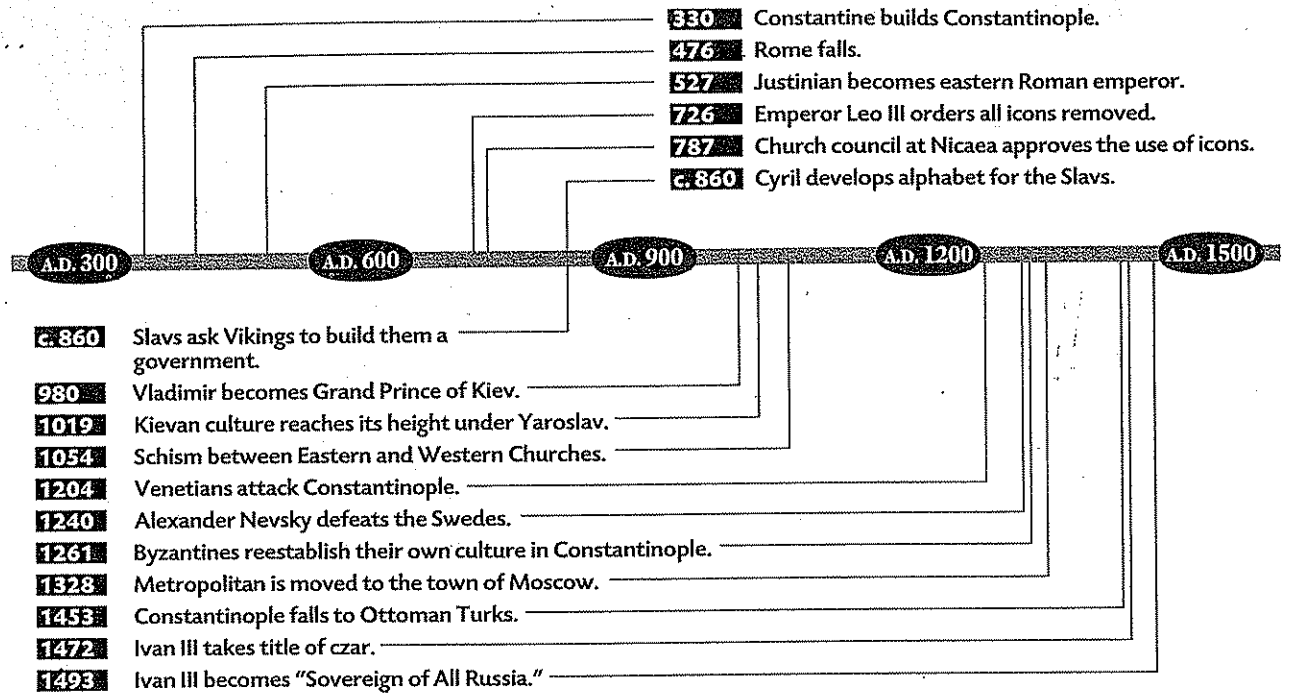 330 Constantine builds Constantinople.
476 Rome falls.
527 Justinian becomes eastern Roman emperor.
726 Emperor Leo III orders all icons removed.
787 Church council at Nicaea approves the use of icons.
c. 860 Cyril develops alphabet for the Slavs.
A.D. 300 A.D. 600 A.D. 900 A.D. 1200 A.D. 1500
c. 860 Slavs ask Vikings to build them a
government.
980 Vladimir becomes Grand Prince of Kiev.
1019 Kievan culture reaches its height under Yaroslav.
1054 Schism between Eastern and Western Churches.
1204 Venetians attack Constantinople.
1240 Alexander Nevsky defeats the Swedes.
1261 Byzantines reestablish their own culture in Constantinople.
1328 Metropolitan is moved to the town of Moscow.
1453 Constantinople falls to Ottoman Turks.
1472 Ivan III takes title of czar.
1493 Ivan III becomes "Sovereign of All Russia."